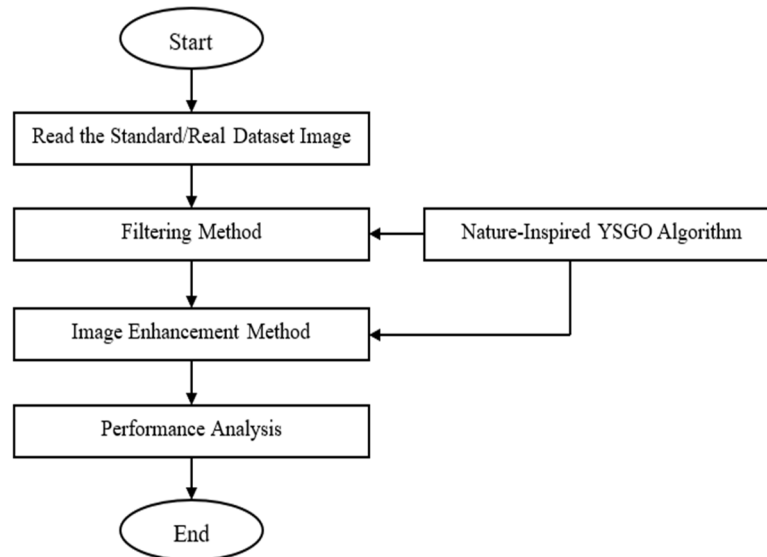 Start
Read the Standard/Real Dataset Image
Filtering Method
Nature-Inspired YSGO Algorithm
Image Enhancement Method
Performance Analysis
End